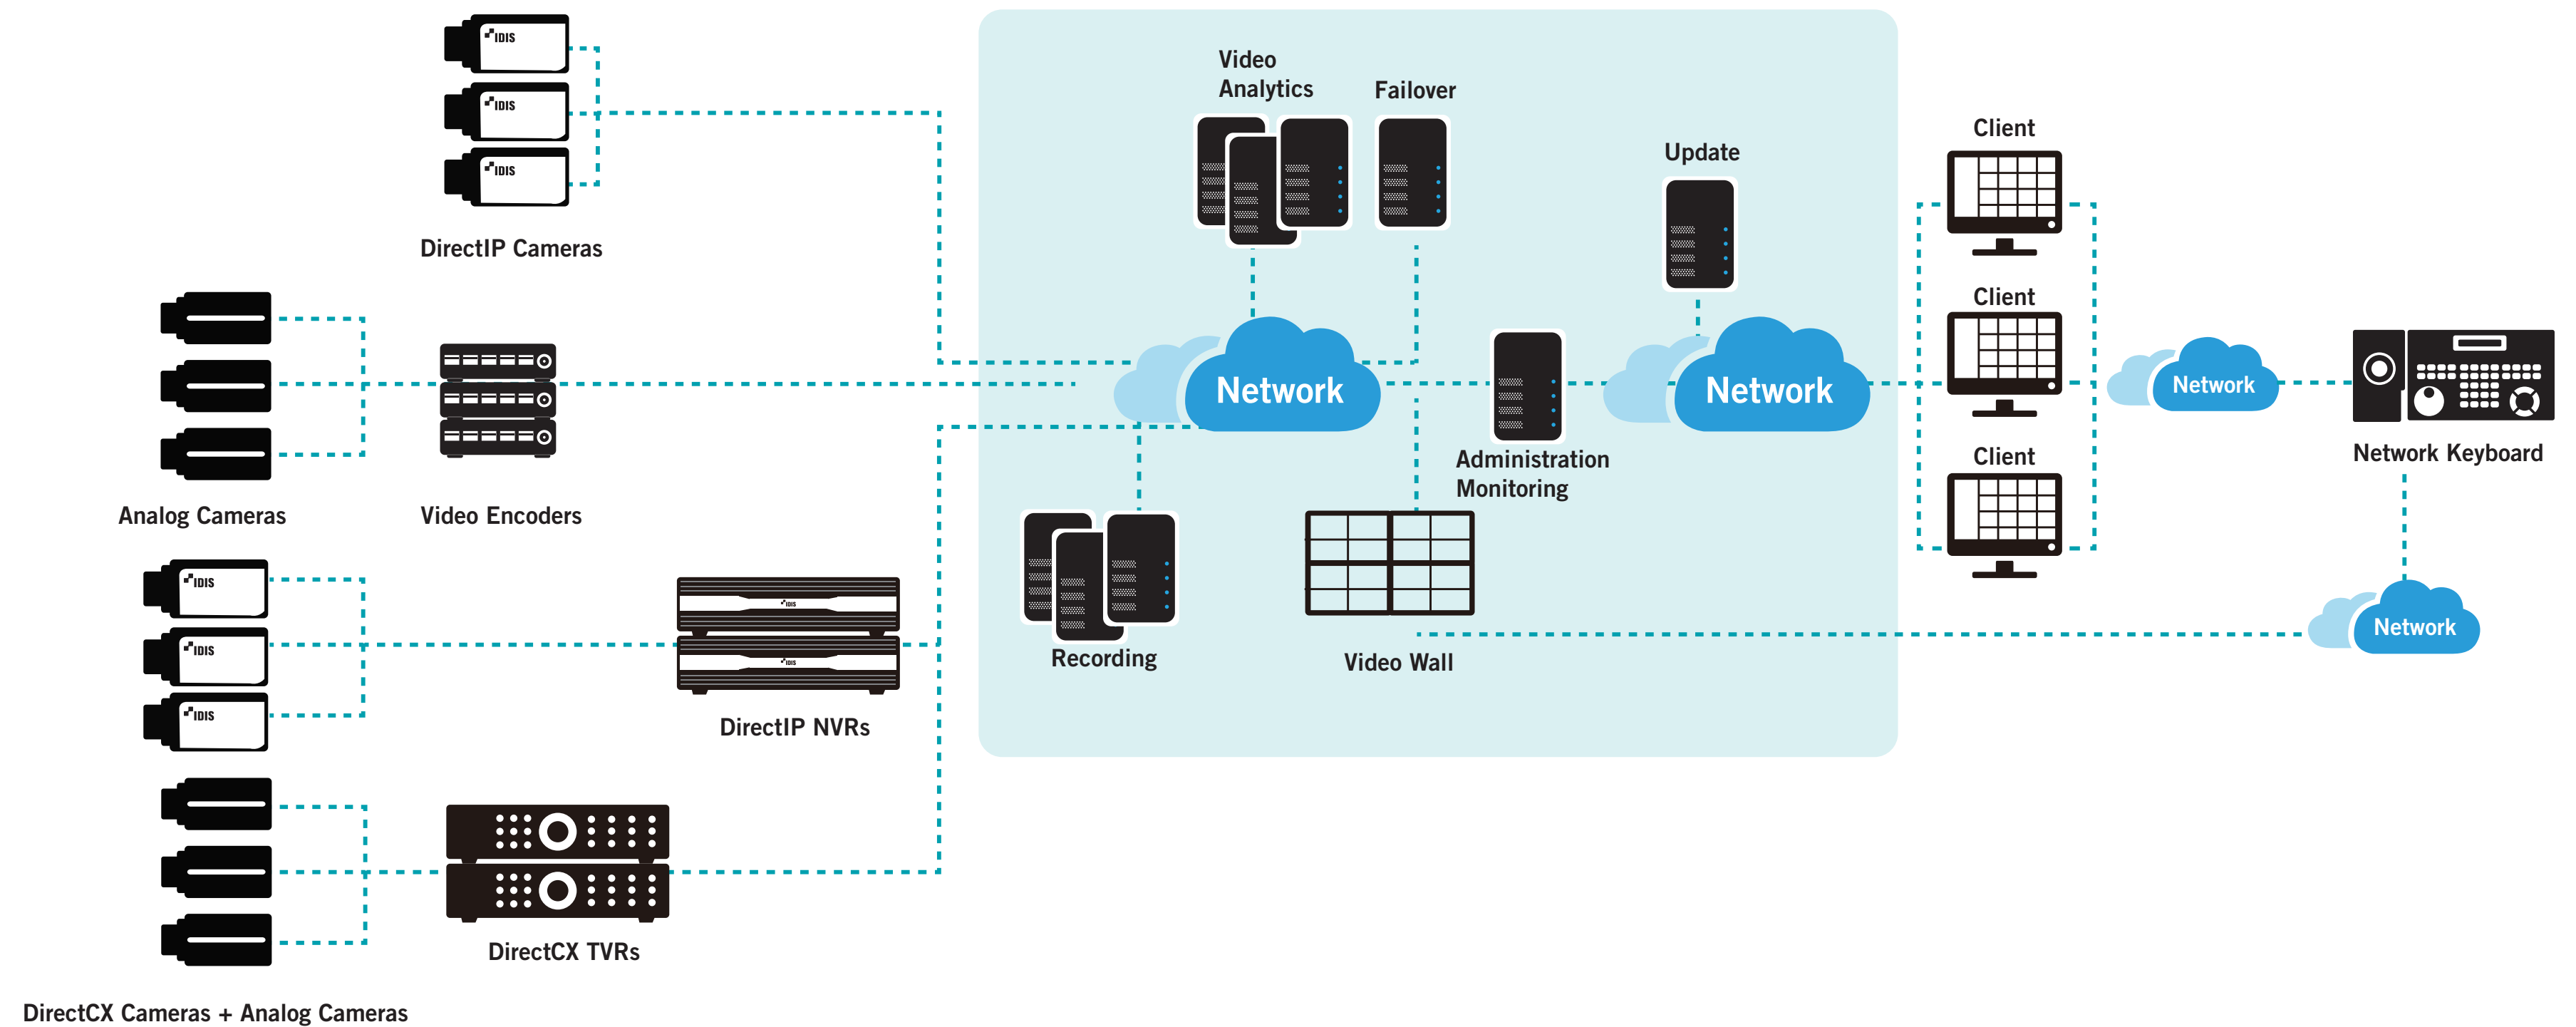 IDIS
IDIS
IDIS
DirectIP Cameras
Analog Cameras
Video Encoders
IDIS
IDIS
IDIS
IDIS
IDIS
DirectIP NVRs
DirectCX TVRs
DirectCX Cameras + Analog Cameras
Video
Analytics
Failover
Update
Network
Network
Administration
Monitoring
Recording
Video Wall
Client
Client
Client
Network
Network Keyboard
Network